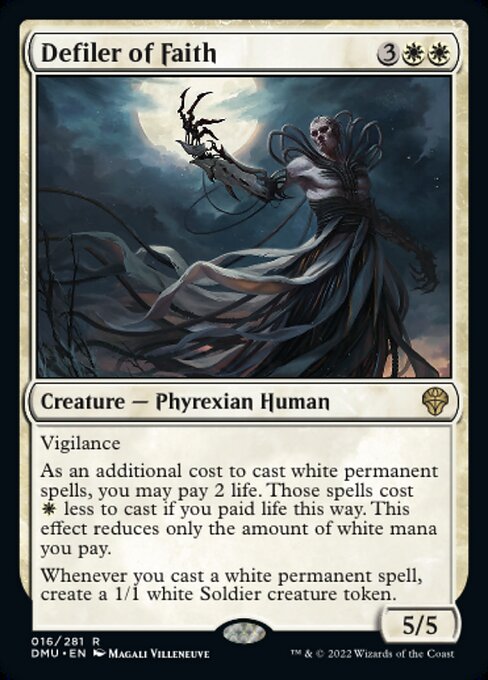 Defiler of Faith 3
Creature — Phyrexian Human
Vigilance
As an additional cost to cast white permanent
spells, you may pay 2 life. Those spells cost
less to cast if you paid life this way. This
effect reduces only the amount of white mana
you pay.
Whenever you cast a white permanent spell,
create a 1/1 white Soldier creature token.
5/5
016/281 R
DMU • EN Magali Villeneuve
™ & © 2022 Wizards of the Coast